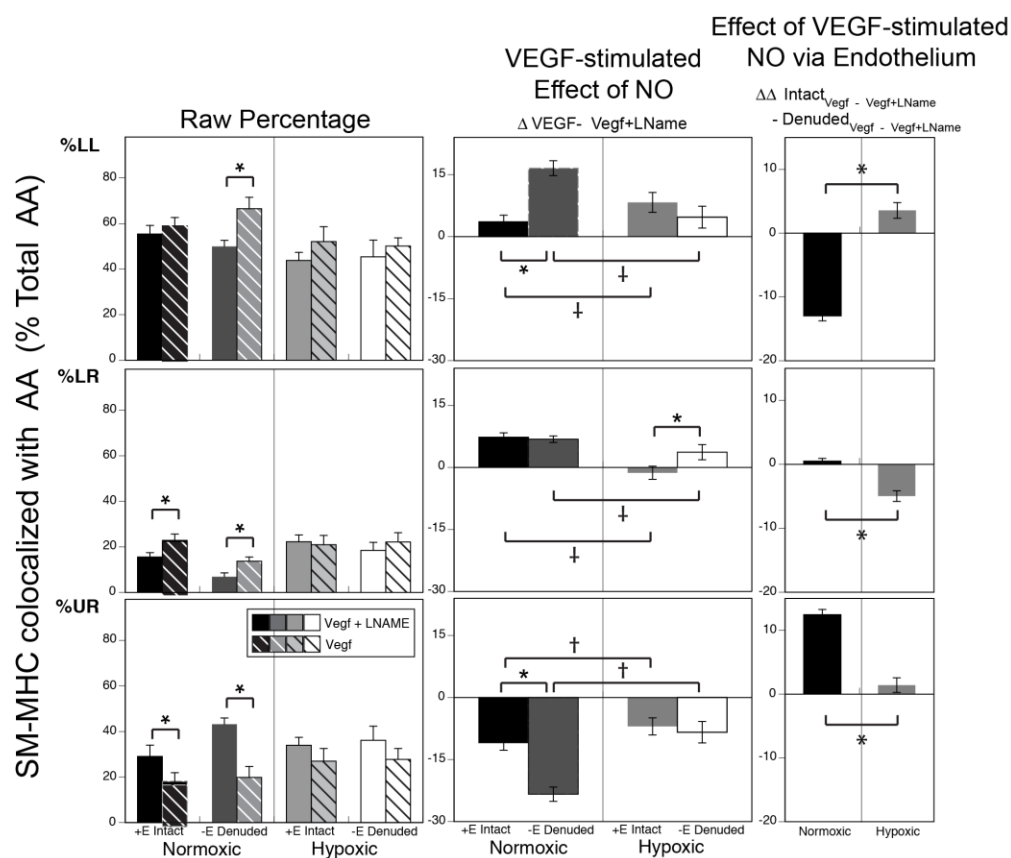 Effect of VEGF-stimulated
NO via Endothelium
VEGF-stimulated
Effect of NO
Raw Percentage
Δ VEGF- Vegf+LName
ΔΔ Intact Vegf - Vegf+LName
- Denuded Vegf - Vegf+LName
SM-MHC colocalized with AA (% Total AA)
%LL
80
60
40
20
0
*
15
0
-15
-30
*
‡
‡
10
0
-10
-20
*
%LR
80
60
40
20
0
*
*
15
0
-15
-30
*
‡
‡
10
0
-10
-20
*
%UR
80
60
40
20
0
Vegf + LNAME
Vegf
*
*
15
0
-15
-30
†
*
†
10
0
-10
-20
*
+E Intact -E Denuded +E Intact -E Denuded
Normoxic Hypoxic
+E Intact -E Denuded +E Intact -E Denuded
Normoxic Hypoxic
Normoxic Hypoxic